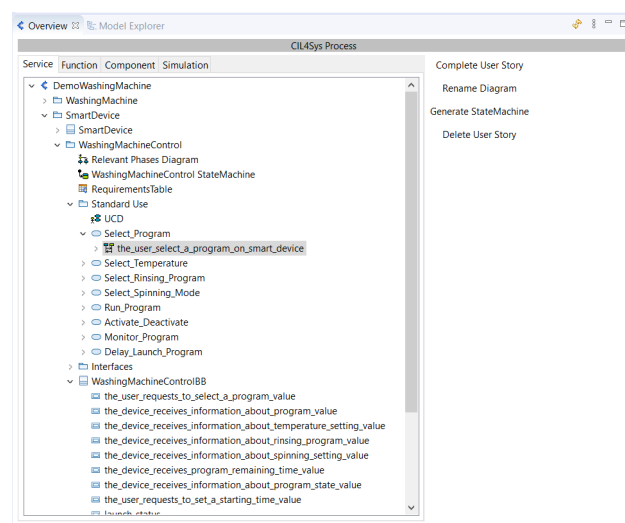 Overview Model Explorer
CIL4Sys Process
Service Function Component Simulation
DemoWashingMachine
WashingMachine
SmartDevice
SmartDevice
WashingMachineControl
Relevant Phases Diagram
WashingMachineControl StateMachine
RequirementsTable
Standard Use
UCD
Select_Program
the_user_select_a_program_on_smart_device
Select_Temperature
Select_Rinsing_Program
Select_Spinning_Mode
Run_Program
Activate_Deactivate
Monitor_Program
Delay_Launch_Program
Interfaces
WashingMachineControlBB
the_user_requests_to_select_a_program_value
the_device_receives_information_about_program_value
the_device_receives_information_about_temperature_setting_value
the_device_receives_information_about_rinsing_program_value
the_device_receives_information_about_spinning_setting_value
the_device_receives_program_remaining_time_value
the_device_receives_information_about_program_state_value
the_user_requests_to_set_a_starting_time_value
launch_status
Complete User Story
Rename Diagram
Generate StateMachine
Delete User Story